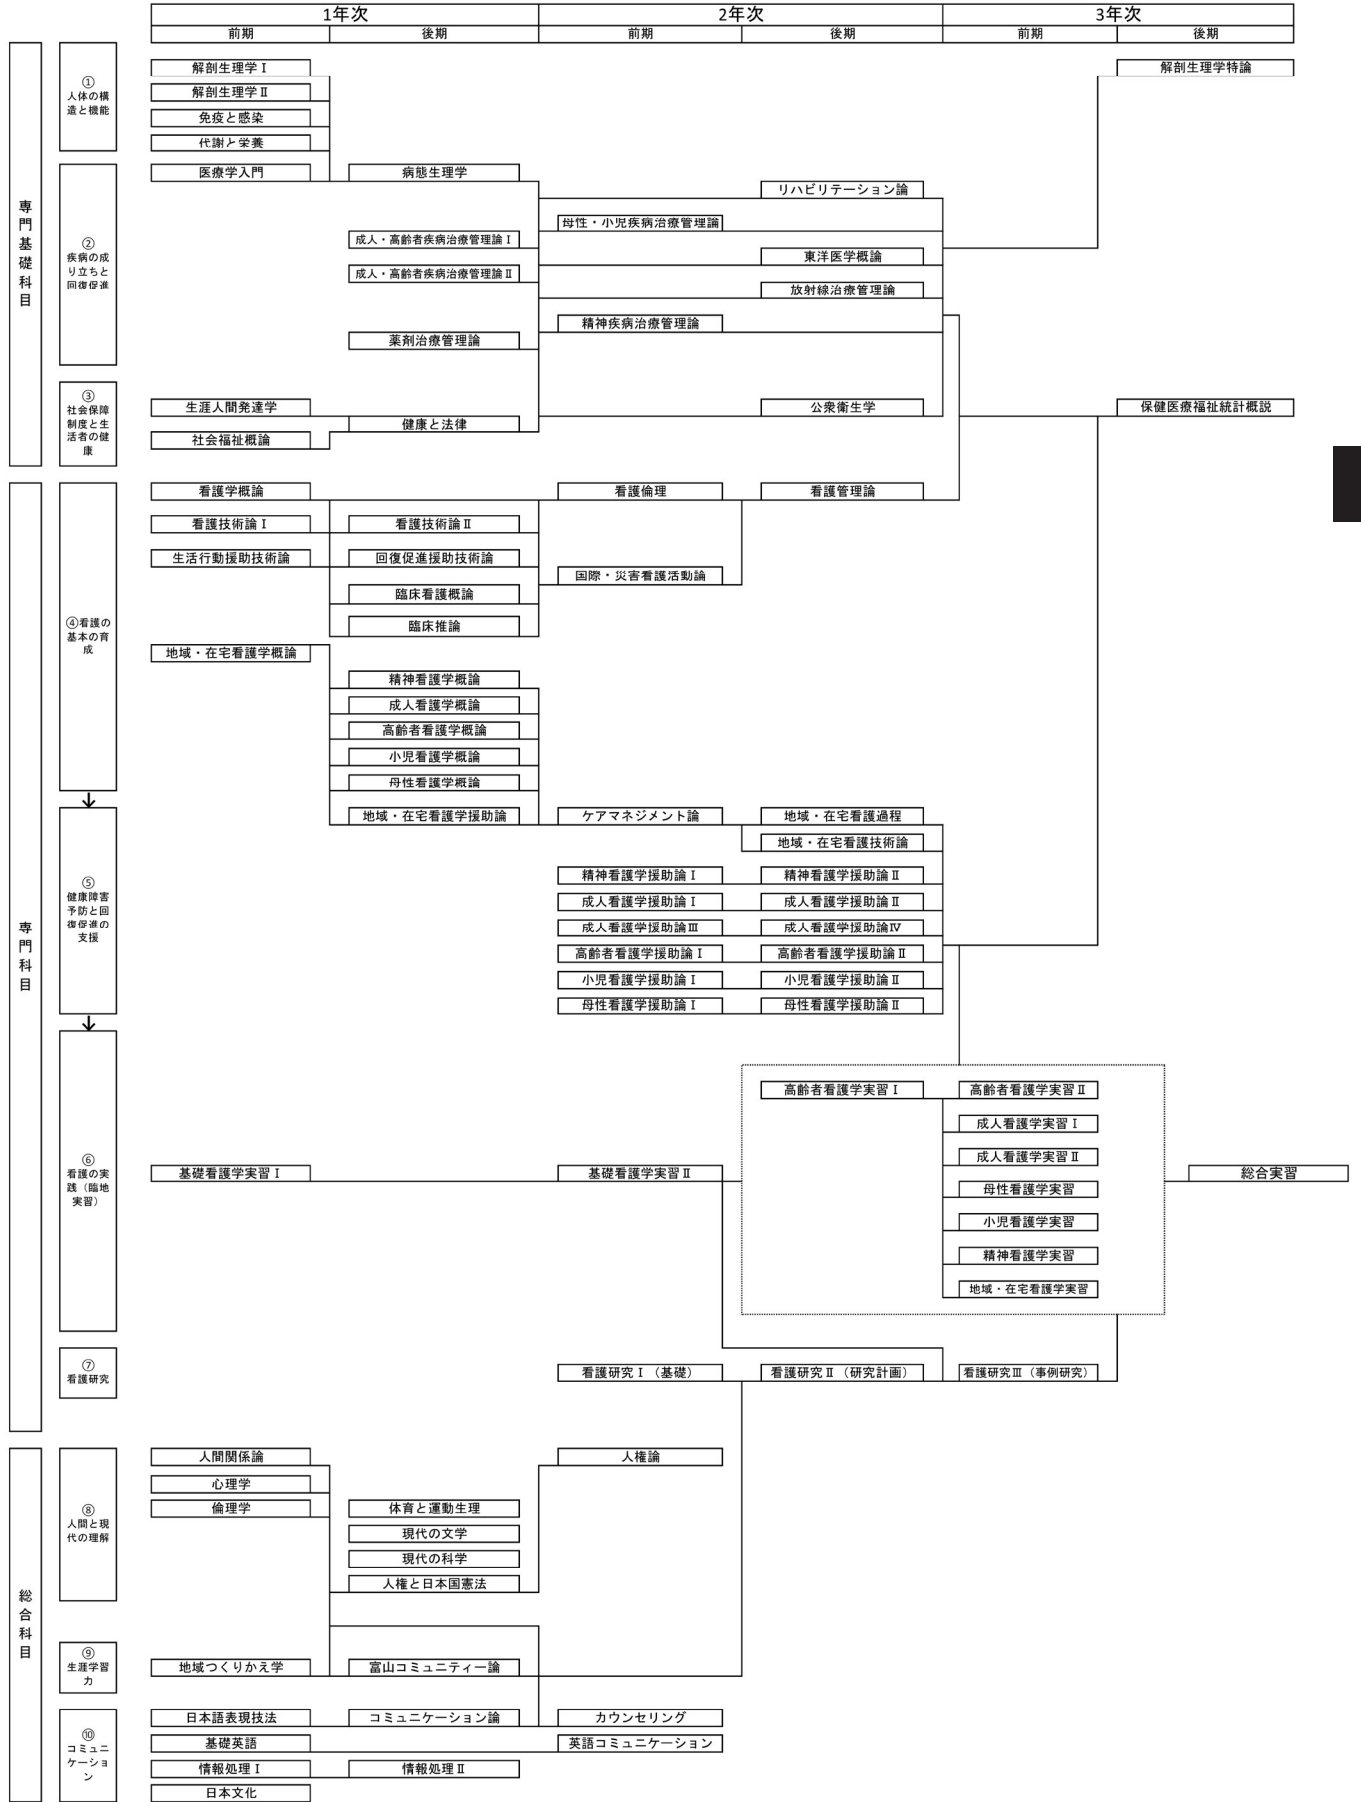 1年次
2年次
3年次
前期
後期
前期
後期
前期
後期
専門基礎科目
①
人体の構
造と機能
解剖生理学Ⅰ
解剖生理学特論
解剖生理学Ⅱ
免疫と感染
代謝と栄養
②
疾病の成
り立ちと
回復促進
医療学入門
病態生理学
リハビリテーション論
母性・小児疾病治療管理論
成人・高齢者疾病治療管理論Ⅰ
東洋医学概論
成人・高齢者疾病治療管理論Ⅱ
放射線治療管理論
精神疾病治療管理論
薬剤治療管理論
③
社会保障
制度と生
活者の健
康
生涯人間発達学
公衆衛生学
保健医療福祉統計概説
健康と法律
社会福祉概論
専門科目
④看護の
基本の育
成
看護学概論
看護倫理
看護管理論
看護技術論Ⅰ
看護技術論Ⅱ
生活行動援助技術論
回復促進援助技術論
国際・災害看護活動論
臨床看護概論
臨床推論
地域・在宅看護学概論
精神看護学概論
成人看護学概論
高齢者看護学概論
小児看護学概論
母性看護学概論
↓
⑤
健康障害
予防と回
復促進の
支援
地域・在宅看護学援助論
ケアマネジメント論
地域・在宅看護過程
地域・在宅看護技術論
精神看護学援助論Ⅰ
精神看護学援助論Ⅱ
成人看護学援助論Ⅰ
成人看護学援助論Ⅱ
成人看護学援助論Ⅲ
成人看護学援助論Ⅳ
高齢者看護学援助論Ⅰ
高齢者看護学援助論Ⅱ
小児看護学援助論Ⅰ
小児看護学援助論Ⅱ
母性看護学援助論Ⅰ
母性看護学援助論Ⅱ
↓
⑥
看護の実
践（臨地
実習）
高齢者看護学実習Ⅰ
高齢者看護学実習Ⅱ
成人看護学実習Ⅰ
成人看護学実習Ⅱ
基礎看護学実習Ⅰ
基礎看護学実習Ⅱ
総合実習
母性看護学実習
小児看護学実習
精神看護学実習
地域・在宅看護学実習
⑦
看護研究
看護研究Ⅰ（基礎）
看護研究Ⅱ（研究計画）
看護研究Ⅲ（事例研究）
総合科目
⑧
人間と現
代の理解
人間関係論
人権論
心理学
倫理学
体育と運動生理
現代の文学
現代の科学
人権と日本国憲法
⑨
生涯学習
力
地域つくりかえ学
富山コミュニティー論
⑩
コミュニ
ケーショ
ン
日本語表現技法
コミュニケーション論
カウンセリング
基礎英語
英語コミュニケーション
情報処理Ⅰ
情報処理Ⅱ
日本文化